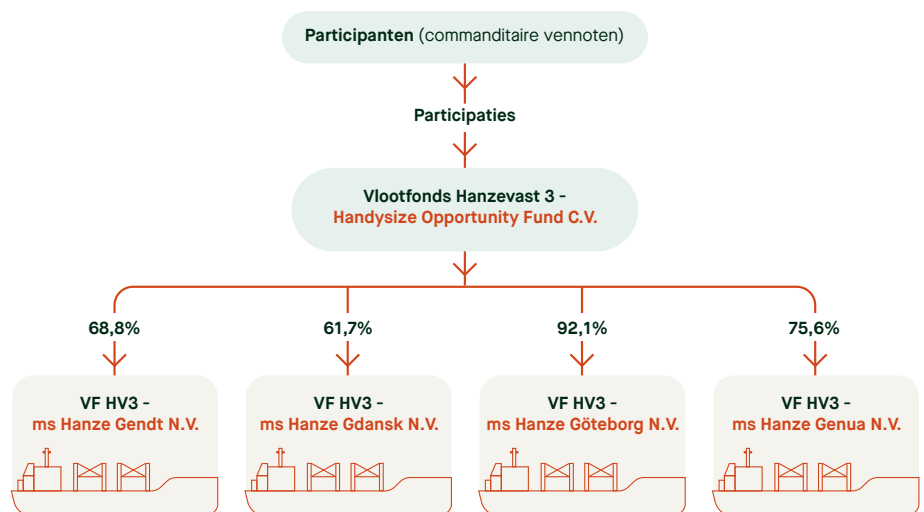 Participanten (commanditaire vennoten)
Participaties
Vlootfonds Hanzevast 3 -
Handysize Opportunity Fund C.V.
68,8%
61,7%
92,1%
75,6%
VF HV3 -
ms Hanze Gendt N.V.
VF HV3 -
ms Hanze Gdansk N.V.
VF HV3 -
ms Hanze Göteborg N.V.
VF HV3 -
ms Hanze Genua N.V.